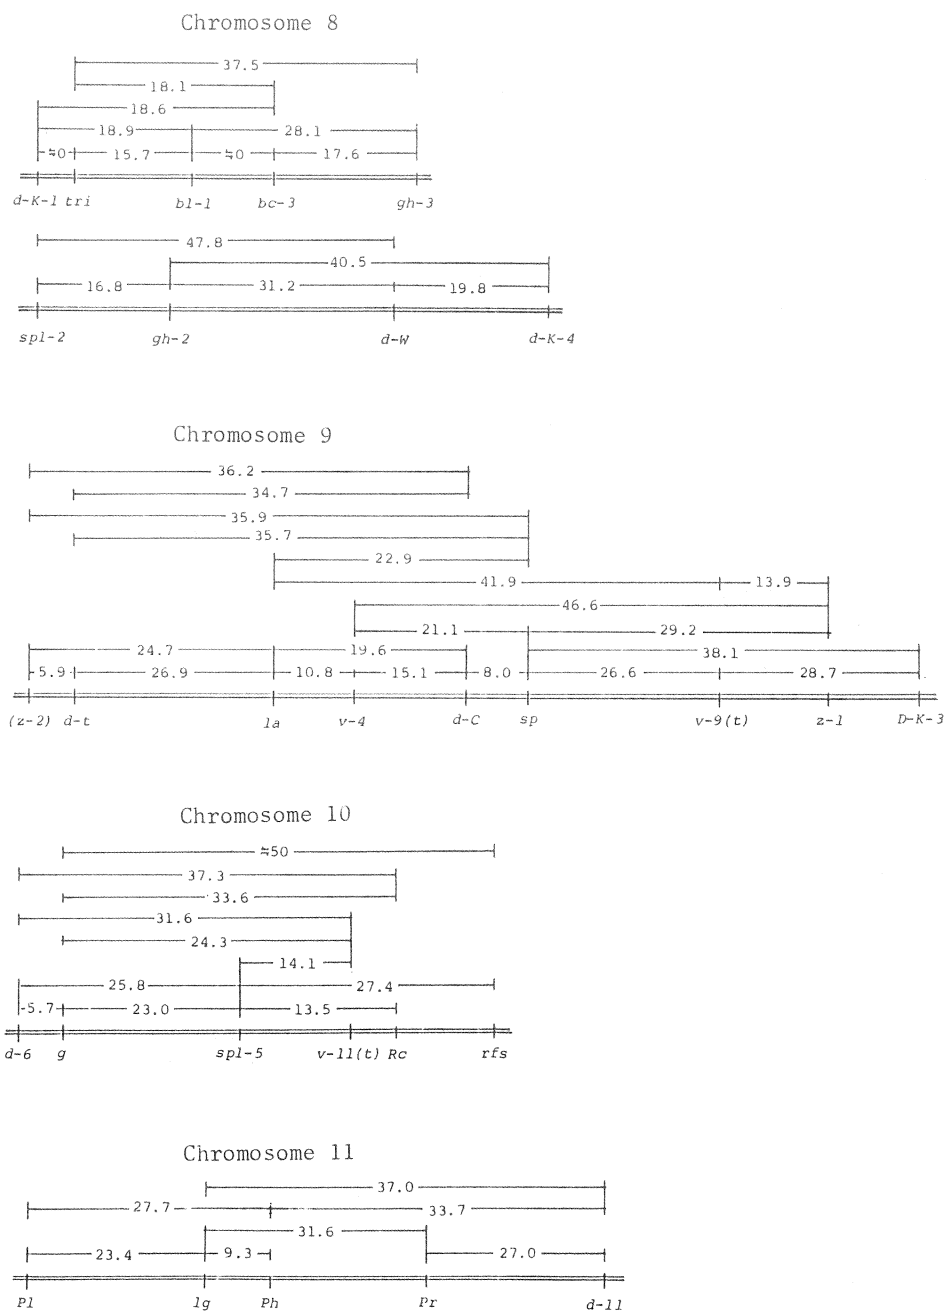 Chromosome 8
37.5
18.1
18.6
18.9 28.1
≒0 15.7 ≒0 17.6
d-K-1 tri bl-1 bc-3 gh-3
47.8
40.5
16.8 31.2 19.8
spl-2 gh-2 d-W d-K-4
Chromosome 9
36.2
34.7
35.9
35.7
22.9
41.9 13.9
46.6
21.1 29.2
24.7 19.6 38.1
5.9 26.9 10.8 15.1 8.0 26.6 28.7
(z-2) d-t la v-4 d-C sp v-9(t) z-1 D-K-3
Chromosome 10
≒50
37.3
33.6
31.6
24.3
14.1
25.8 27.4
5.7 23.0 13.5
d-6 g spl-5 v-11(t) Rc rfs
Chromosome 11
37.0
27.7 33.7
31.6
23.4 9.3 27.0
Pl lg Ph Pr d-11